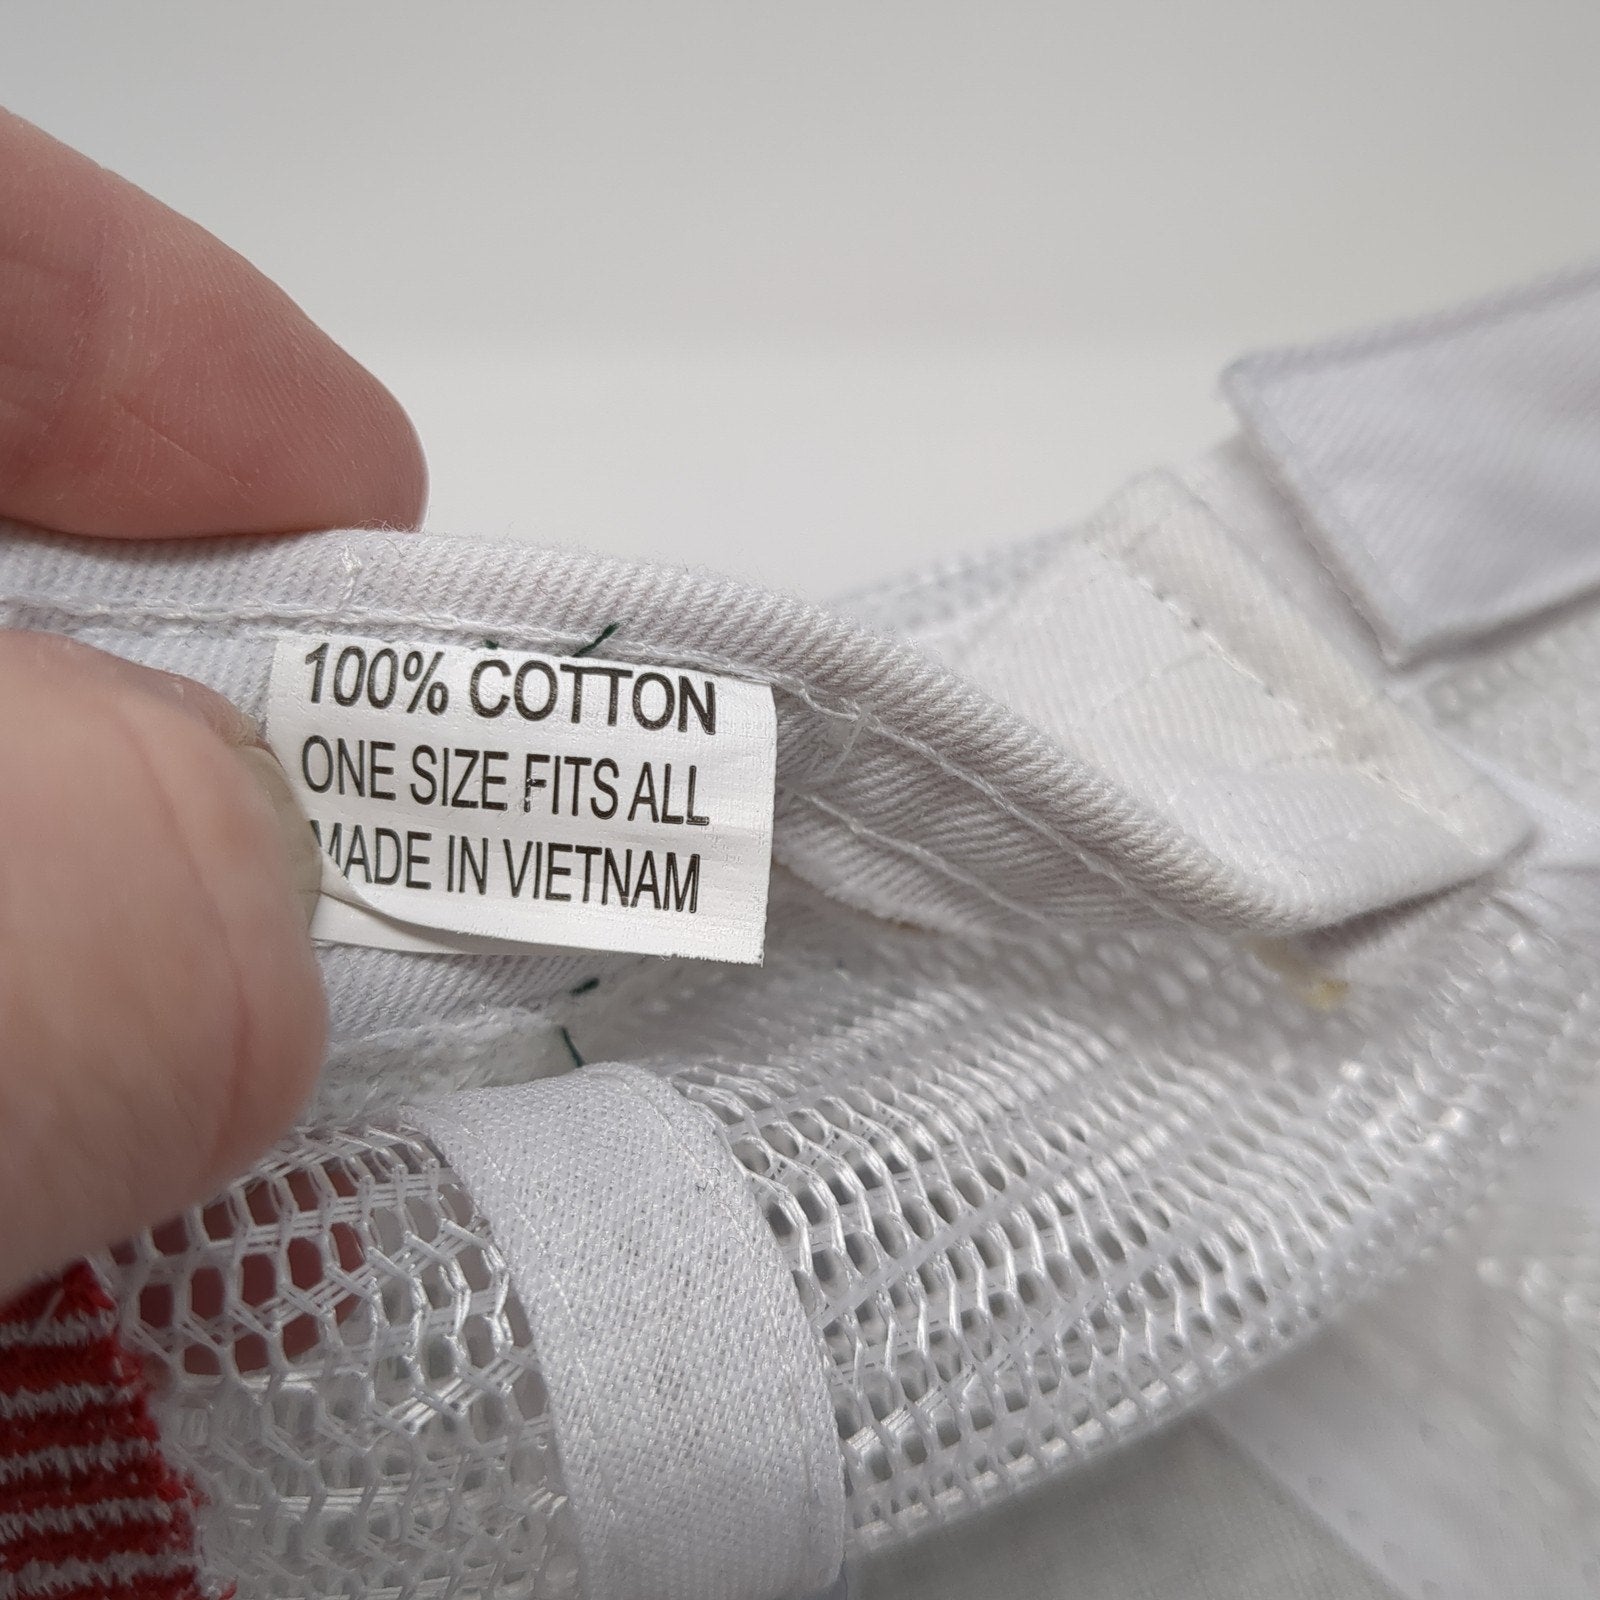 100% COTTON
ONE SIZE FITS ALL
MADE IN VIETNAM